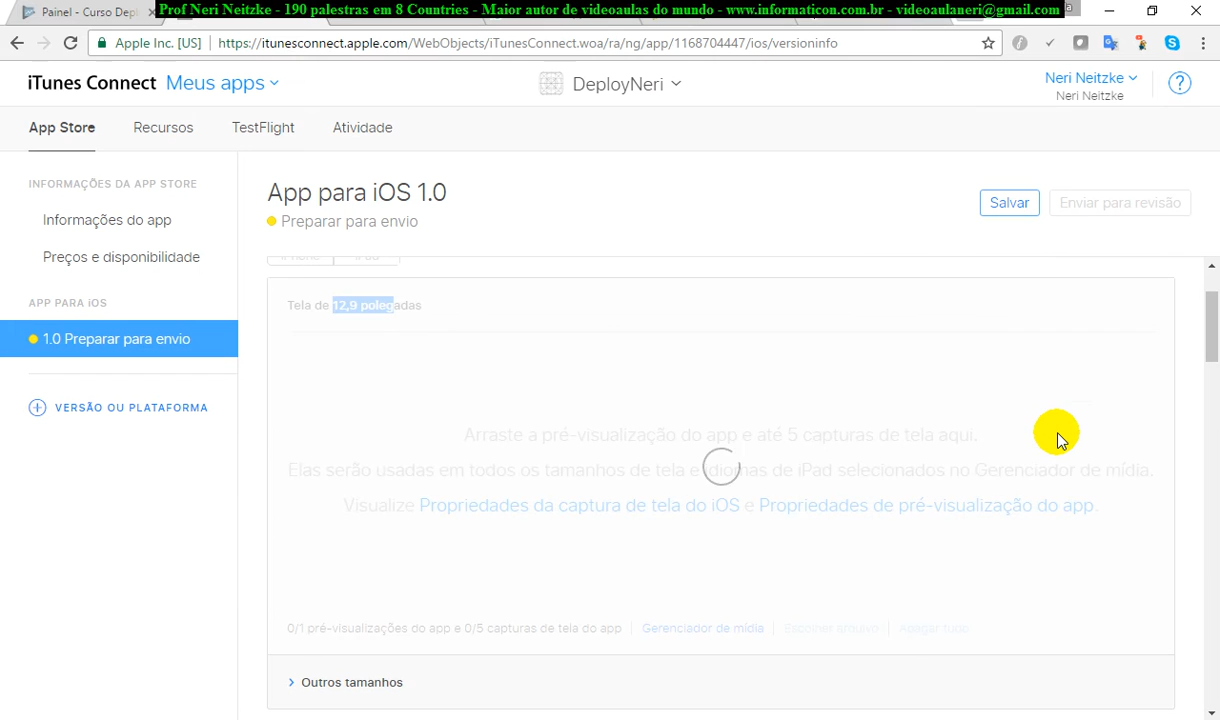 Painel - Curso Depl
Prof Neri Neitzke - 190 palestras em 8 Countries - Maior autor de videoaulas do mundo - www.informaticon.com.br - videoaulaneri@gmail.com
Apple Inc. [US] https://itunesconnect.apple.com/WebObjects/iTunesConnect.woa/ra/ng/app/1168704447/ios/versioninfo
iTunes Connect Meus apps DeployNeri Neri Neitzke ?
Neri Neitzke
App Store Recursos TestFlight Atividade
INFORMAÇÕES DA APP STORE
Informações do app
Preços e disponibilidade
APP PARA iOS
1.0 Preparar para envio
VERSÃO OU PLATAFORMA
App para iOS 1.0
Preparar para envio
Salvar Enviar para revisão
iPhone iPad
Tela de 12,9 polegadas
Arraste a pré-visualização do app e até 5 capturas de tela aqui.
Elas serão usadas em todos os tamanhos de tela e idiomas de iPad selecionados no Gerenciador de mídia.
Visualize Propriedades da captura de tela do iOS e Propriedades de pré-visualização do app.
0/1 pré-visualizações do app e 0/5 capturas de tela do app Gerenciador de mídia Escolher arquivo Apagar tudo
Outros tamanhos